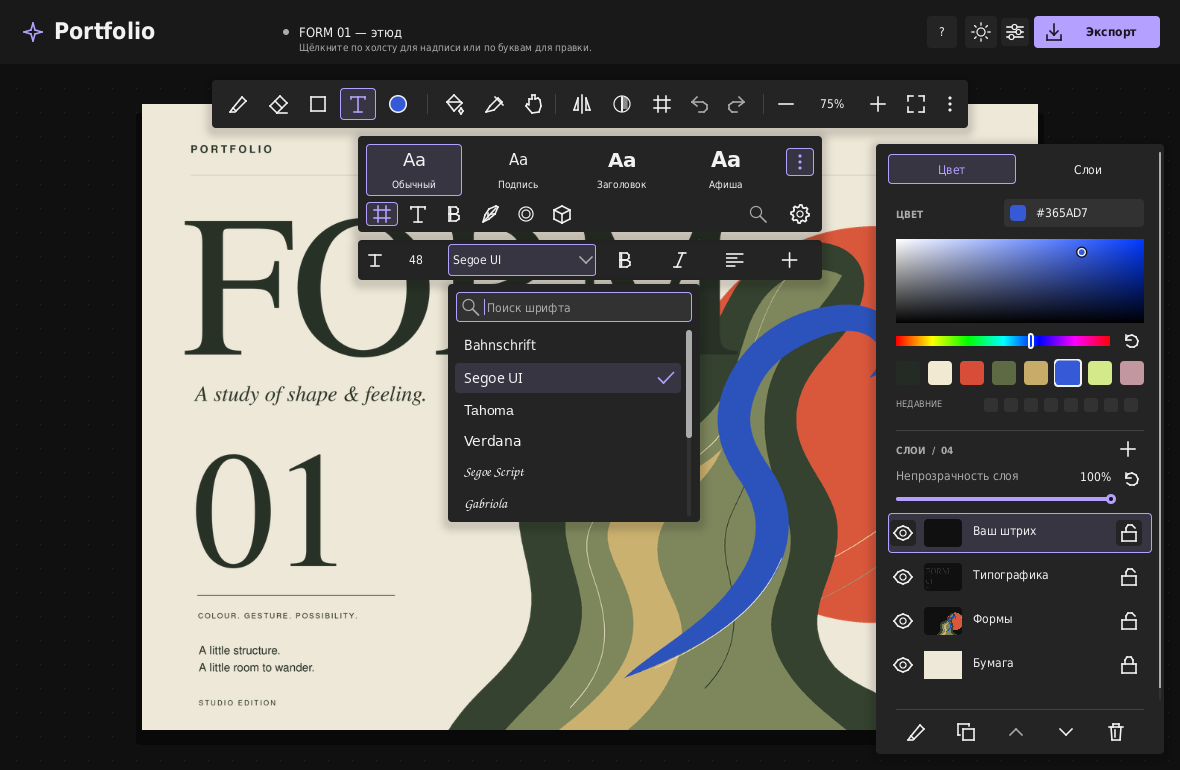 Portfolio
FORM 01 — этюд
Щёлкните по холсту для надписи или по буквам для правки.
?
Экспорт
75%
PORTFOLIO
Aa
Aa
Aa
Aa
Обычный
Подпись
Заголовок
Афиша
48
Segoe UI
Поиск шрифта
Bahnschrift
Segoe UI
Tahoma
Verdana
Segoe Script
Gabriola
FO
A study of shape & feeling.
01
COLOUR. GESTURE. POSSIBILITY.
A little structure.
A little room to wander.
STUDIO EDITION
Цвет
Слои
ЦВЕТ
#365AD7
НЕДАВНИЕ
СЛОИ / 04
Непрозрачность слоя
100%
Ваш штрих
Типографика
Формы
Бумага